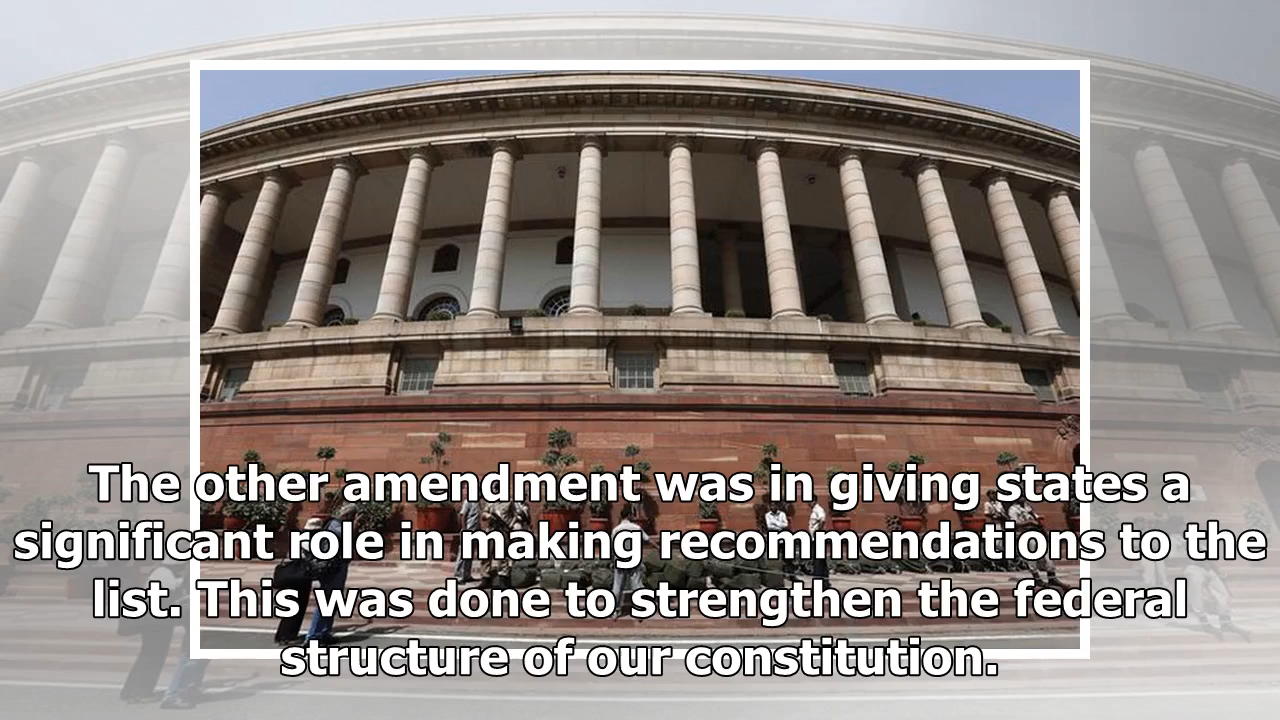 The other amendment was in giving states a
significant role in making recommendations to the
list. This was done to strengthen the federal
structure of our constitution.